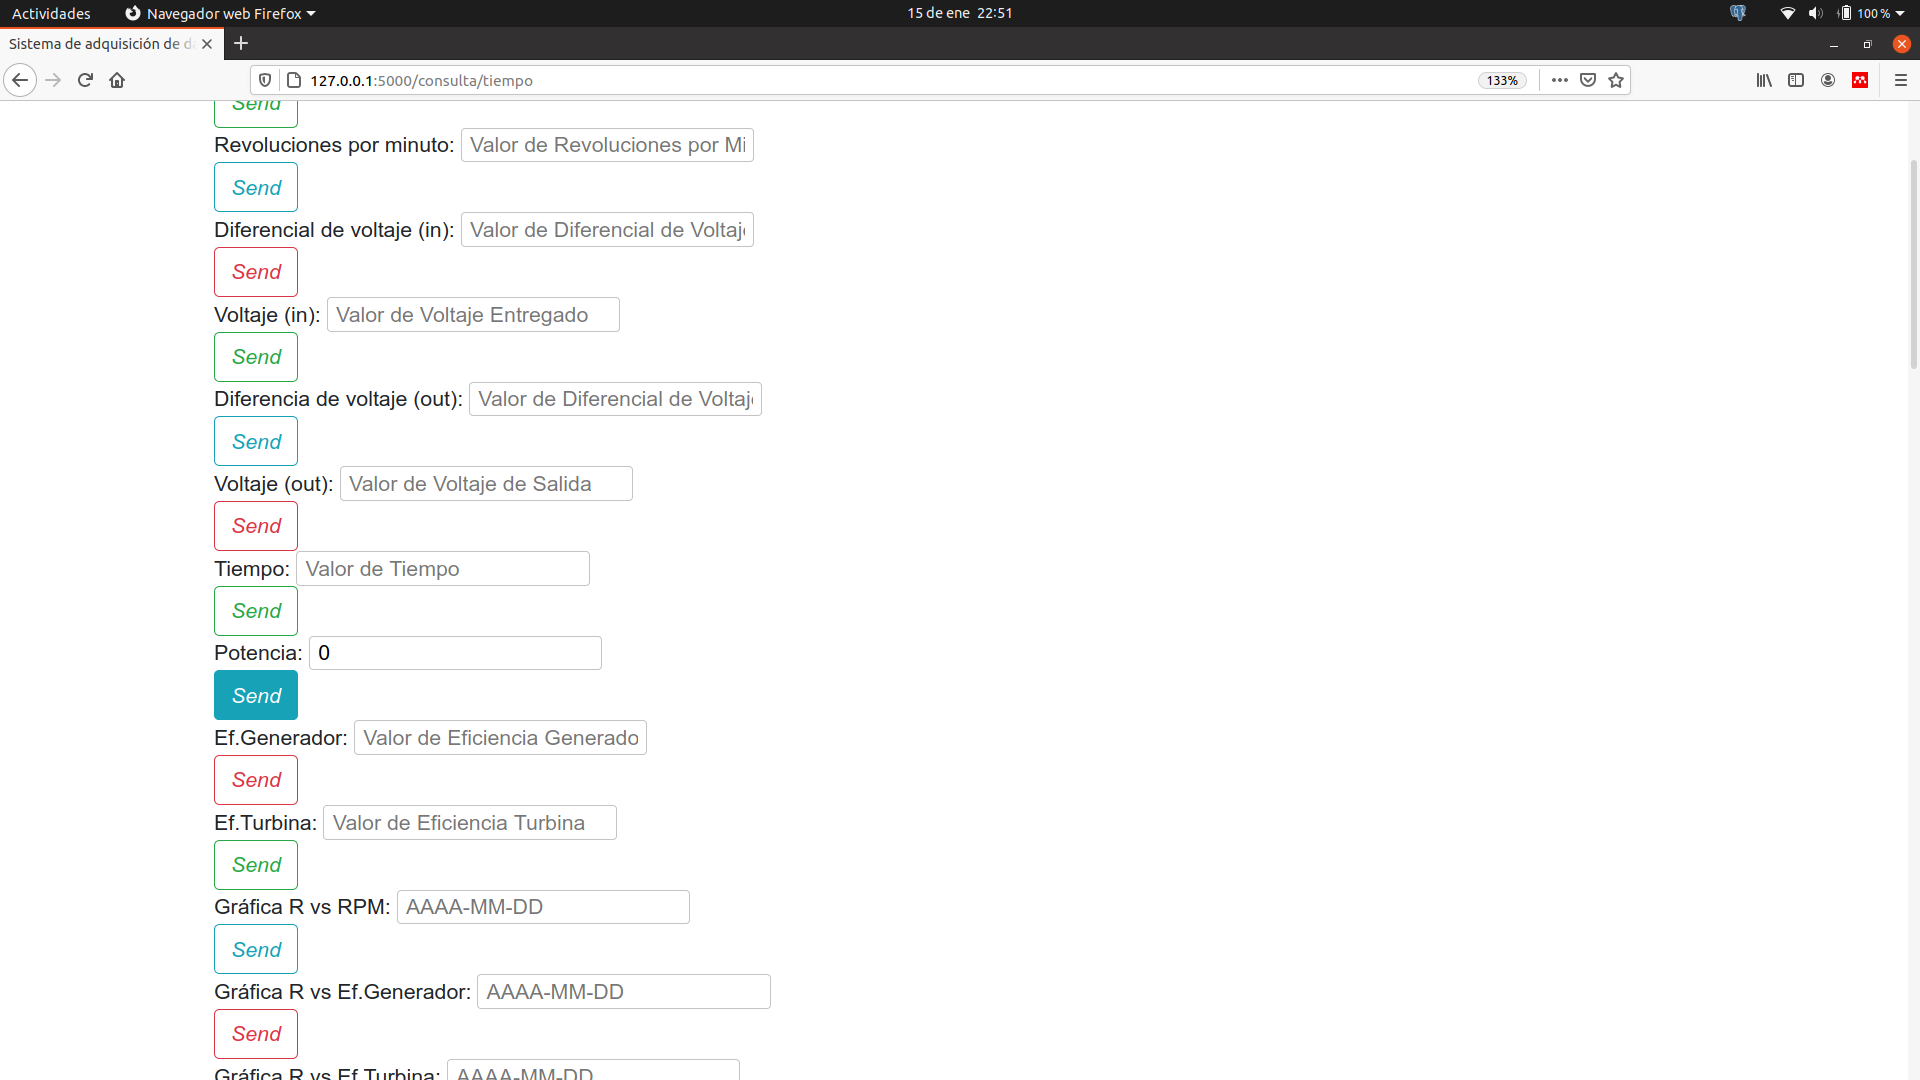 Actividades Navegador web Firefox 15 de ene 22:51 100 %
Sistema de adquisición de d
127.0.0.1:5000/consulta/tiempo 133%
Send
Revoluciones por minuto: Valor de Revoluciones por Mi
Send
Diferencial de voltaje (in): Valor de Diferencial de Voltaje
Send
Voltaje (in): Valor de Voltaje Entregado
Send
Diferencia de voltaje (out): Valor de Diferencial de Voltaje
Send
Voltaje (out): Valor de Voltaje de Salida
Send
Tiempo: Valor de Tiempo
Send
Potencia: 0
Send
Ef.Generador: Valor de Eficiencia Generado
Send
Ef.Turbina: Valor de Eficiencia Turbina
Send
Gráfica R vs RPM: AAAA-MM-DD
Send
Gráfica R vs Ef.Generador: AAAA-MM-DD
Send
Gráfica R vs Ef.Turbina: AAAA-MM-DD